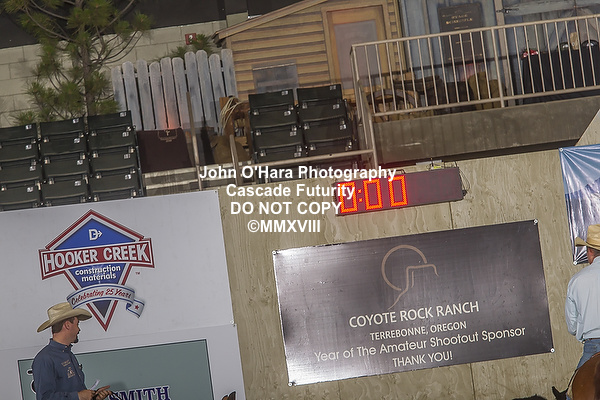 John O'Hara Photography
Cascade Futurity
DO NOT COPY
©MMXVIII
0:00
HOOKER CREEK
construction
materials
Celebrating 25 years
COYOTE ROCK RANCH
TERREBONNE, OREGON
Year of The Amateur Shootout Sponsor
THANK YOU!
SMITH